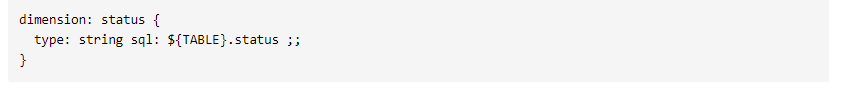 dimension: status {
  type: string sql: ${TABLE}.status ;;
}